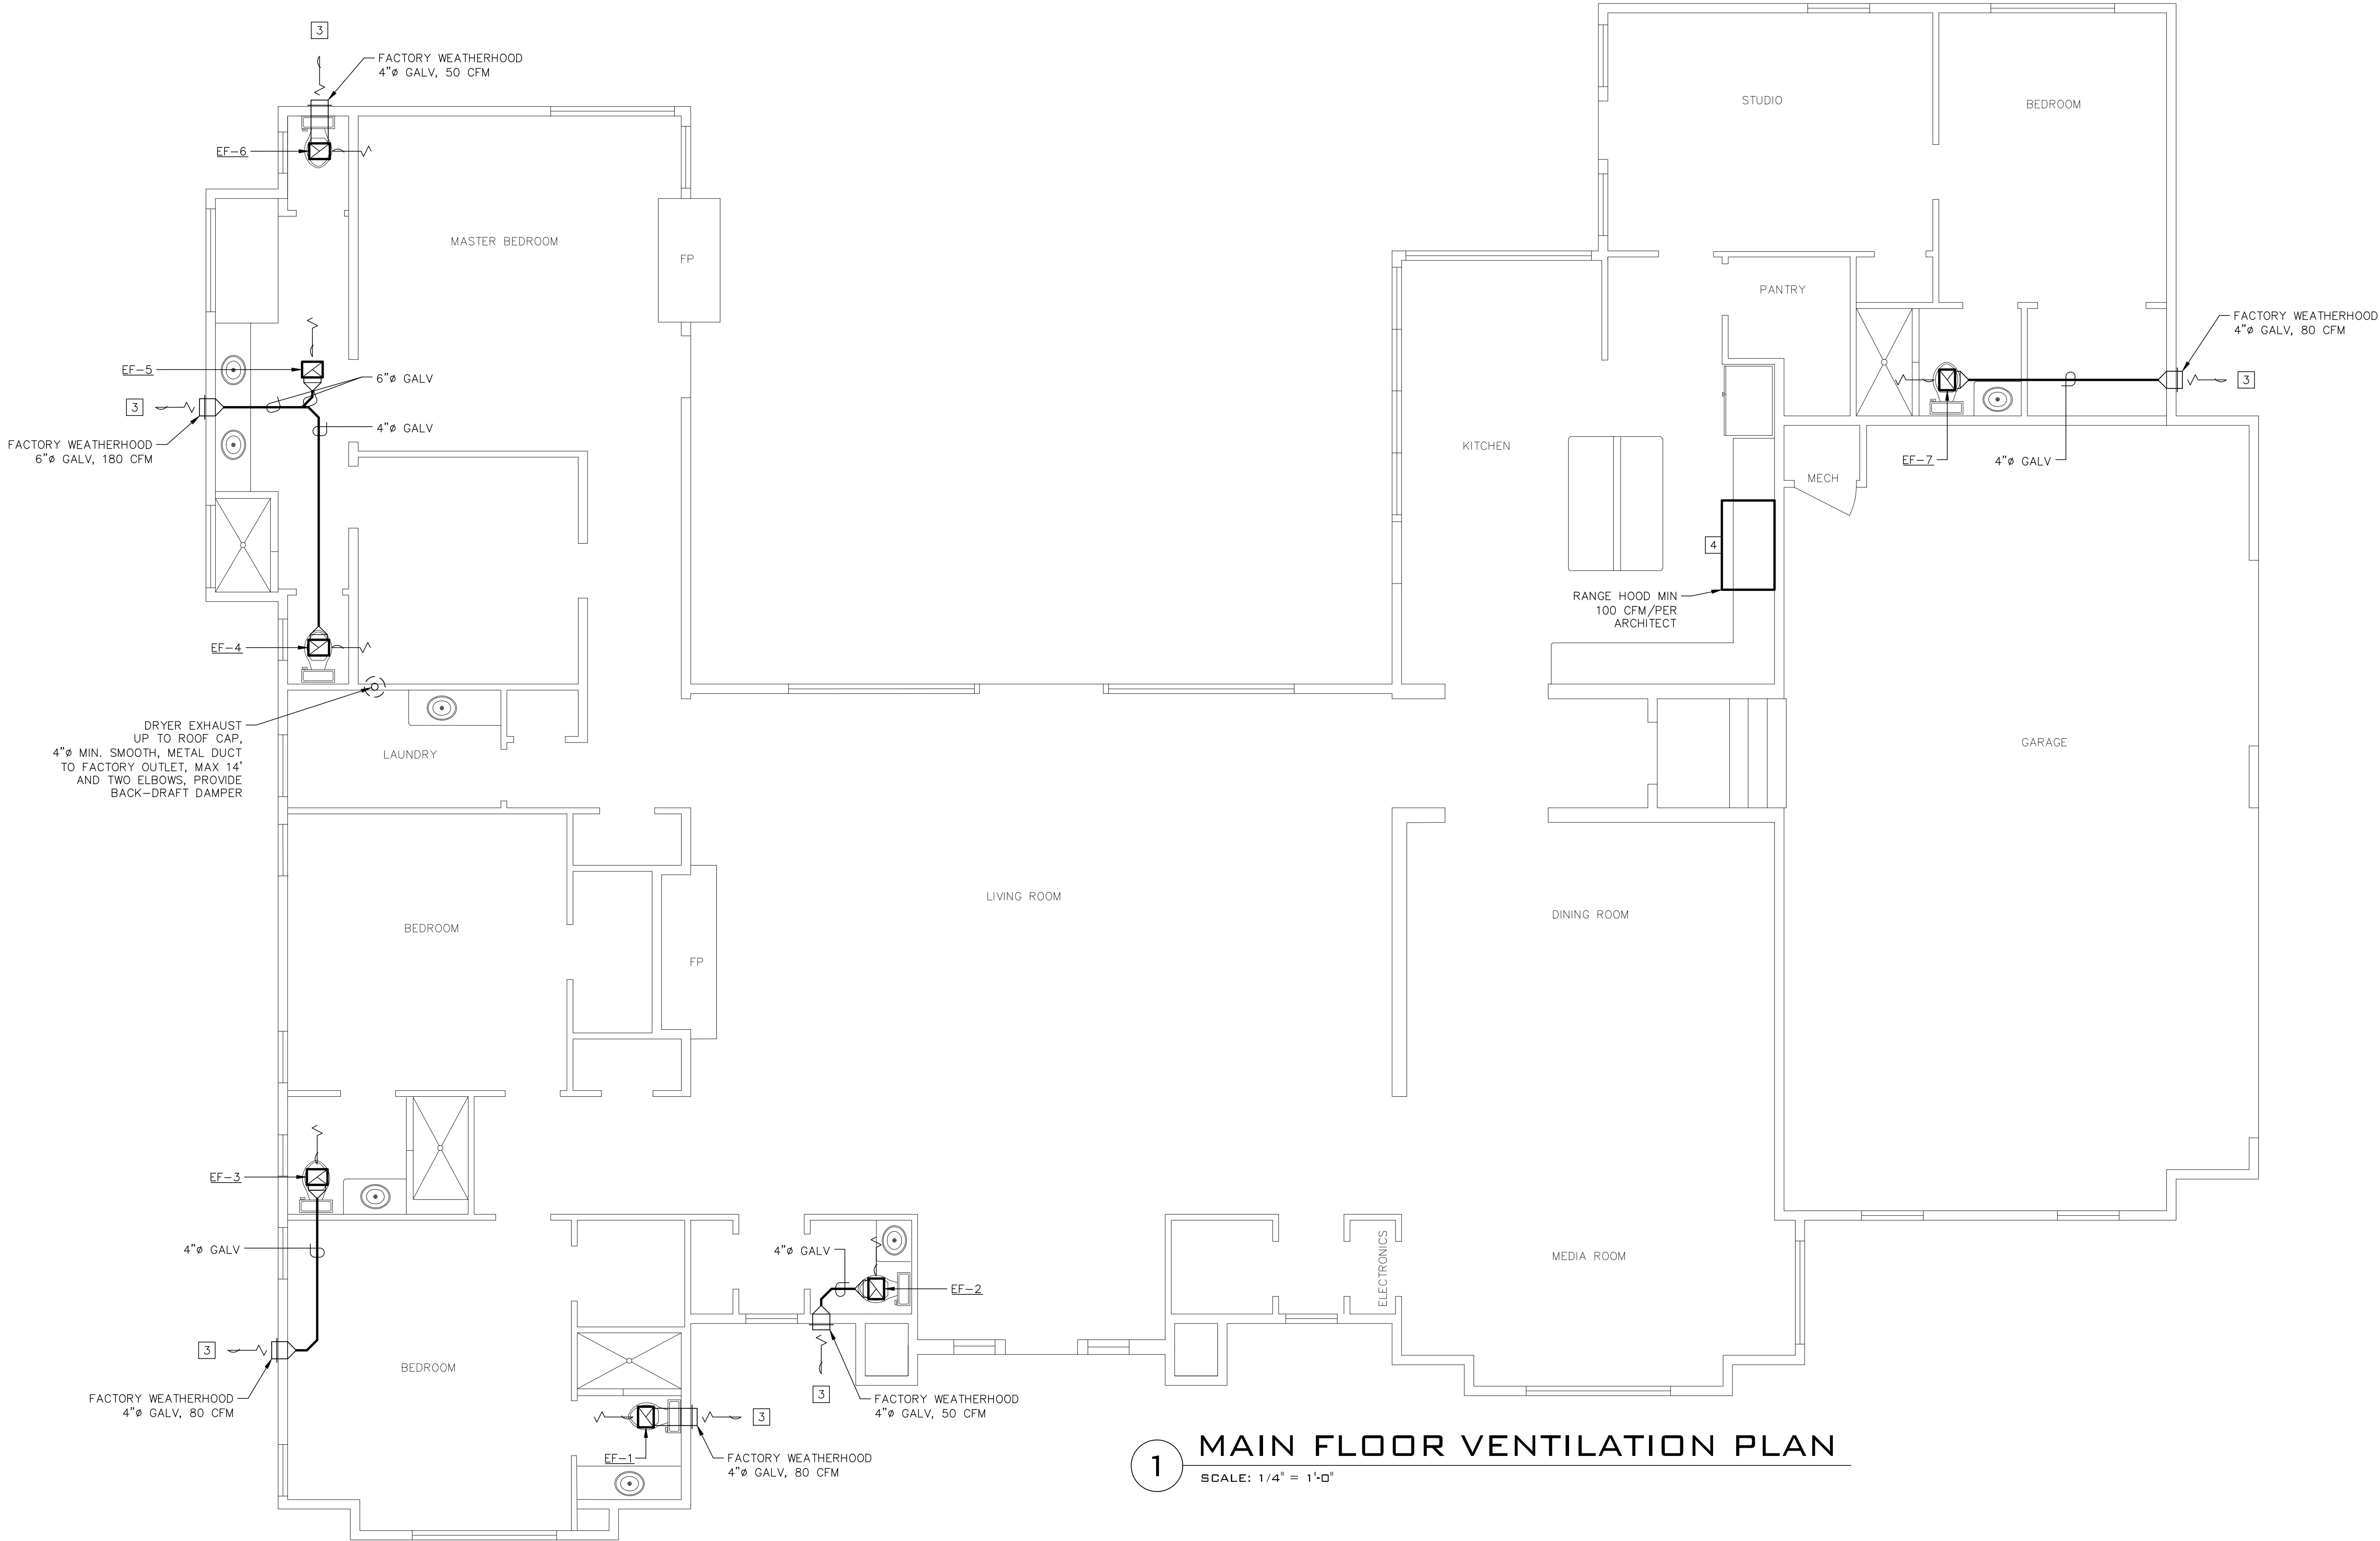 3
FACTORY WEATHERHOOD
4"ø GALV, 50 CFM
EF-6
MASTER BEDROOM
FP
EF-5
6"ø GALV
3
4"ø GALV
FACTORY WEATHERHOOD
6"ø GALV, 180 CFM
EF-4
DRYER EXHAUST
UP TO ROOF CAP,
4"ø MIN. SMOOTH, METAL DUCT
TO FACTORY OUTLET, MAX 14'
AND TWO ELBOWS, PROVIDE
BACK-DRAFT DAMPER
LAUNDRY
STUDIO
BEDROOM
PANTRY
FACTORY WEATHERHOOD
4"ø GALV, 80 CFM
3
KITCHEN
EF-7
4"ø GALV
MECH
4
RANGE HOOD MIN
100 CFM/PER
ARCHITECT
GARAGE
BEDROOM
FP
LIVING ROOM
DINING ROOM
EF-3
4"ø GALV
3
FACTORY WEATHERHOOD
4"ø GALV, 80 CFM
BEDROOM
4"ø GALV
EF-2
3
FACTORY WEATHERHOOD
4"ø GALV, 50 CFM
3
EF-1
FACTORY WEATHERHOOD
4"ø GALV, 80 CFM
ELECTRONICS
MEDIA ROOM
1
MAIN FLOOR VENTILATION PLAN
SCALE: 1/4" = 1'-0"